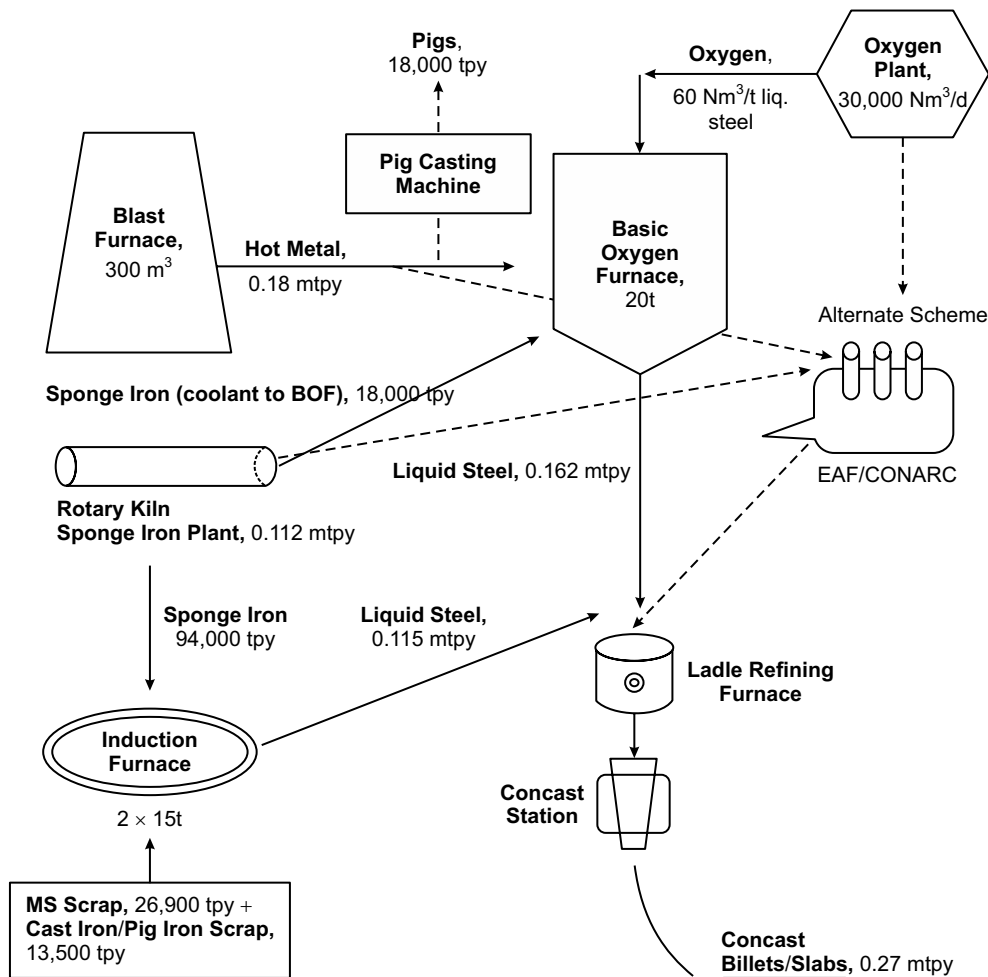 Pigs,
18,000 tpy
Oxygen,
60 Nm³/t liq.
steel
Oxygen
Plant,
30,000 Nm³/d
Pig Casting
Machine
Blast
Furnace,
300 m³
Hot Metal,
0.18 mtpy
Basic
Oxygen
Furnace,
20t
Alternate Scheme
EAF/CONARC
Sponge Iron (coolant to BOF), 18,000 tpy
Rotary Kiln
Sponge Iron Plant, 0.112 mtpy
Liquid Steel, 0.162 mtpy
Sponge Iron
94,000 tpy
Liquid Steel,
0.115 mtpy
Ladle Refining
Furnace
Induction
Furnace
2 × 15t
Concast
Station
MS Scrap, 26,900 tpy +
Cast Iron/Pig Iron Scrap,
13,500 tpy
Concast
Billets/Slabs, 0.27 mtpy